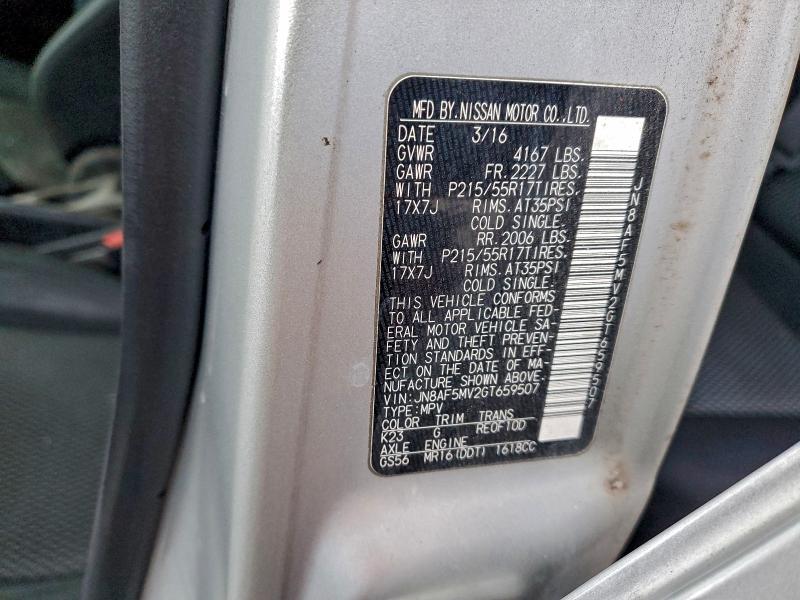 MFD BY.NISSAN MOTOR CO.,LTD.
DATE 3/16
GVWR 4167 LBS.
GAWR FR. 2227 LBS.
WITH P215/55R17TIRES,
17X7J RIMS. AT35PSI
COLD SINGLE.
GAWR RR. 2006 LBS.
WITH P215/55R17TIRES,
17X7J RIMS. AT35PSI
COLD SINGLE.
THIS VEHICLE CONFORMS
TO ALL APPLICABLE FED-
ERAL MOTOR VEHICLE SA-
FETY AND THEFT PREVEN-
TION STANDARDS IN EFF-
ECT ON THE DATE OF MA-
NUFACTURE SHOWN ABOVE.
VIN:JN8AF5MV2GT659507
TYPE:MPV
COLOR TRIM TRANS
K23 G RE0F10D
AXLE ENGINE
GS56 MR16(DDT) 1618CC
JN8AF5MV2GT659507